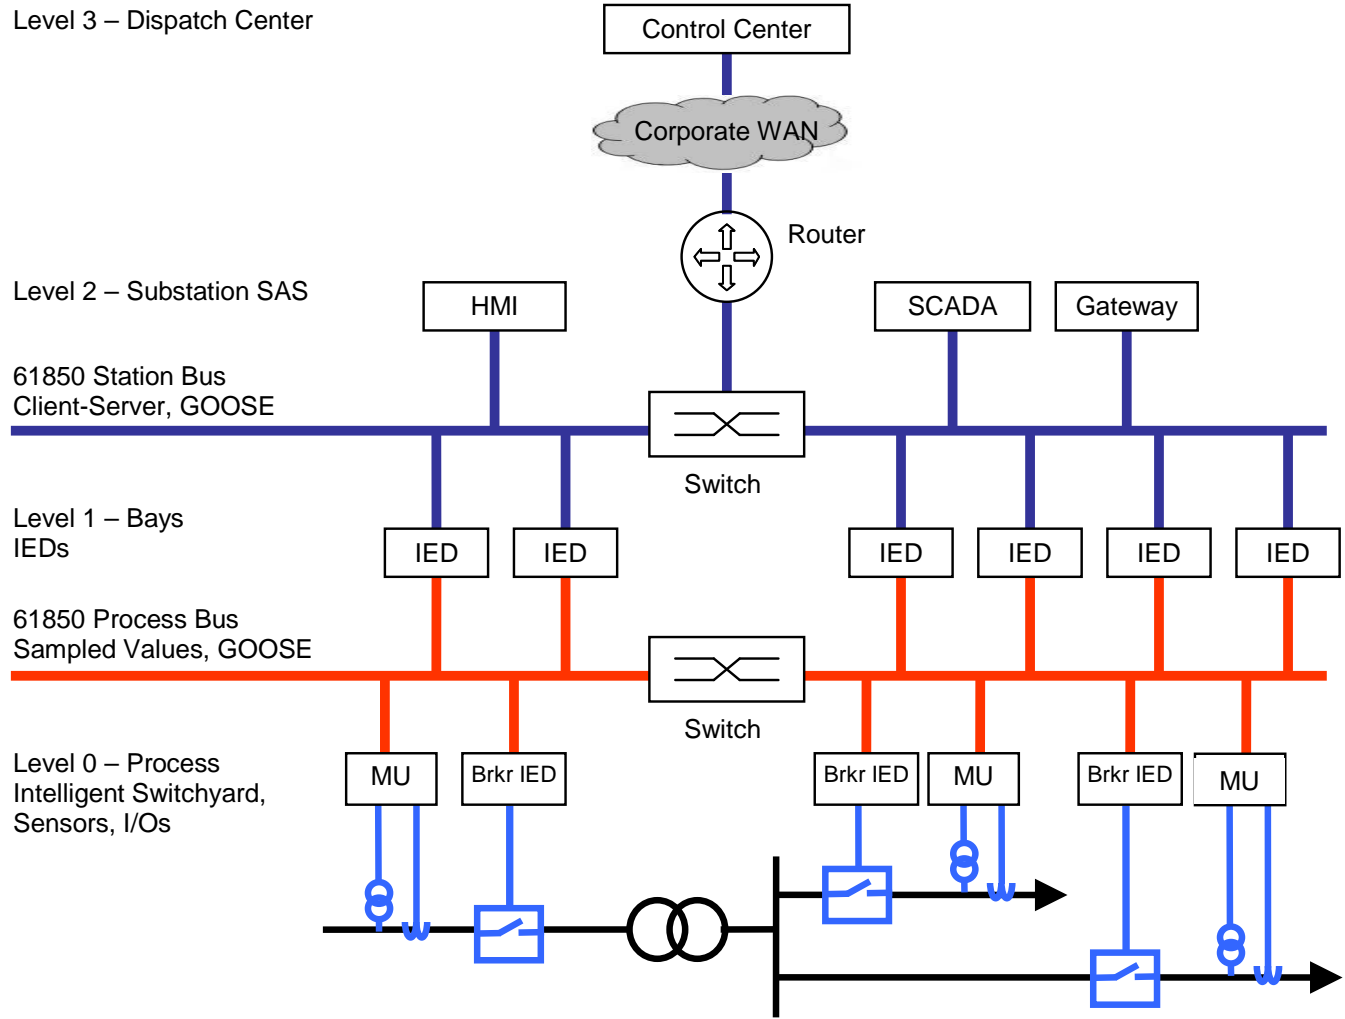 Level 3 – Dispatch Center
Control Center
Corporate WAN
Router
Level 2 – Substation SAS
HMI
SCADA
Gateway
61850 Station Bus
Client-Server, GOOSE
Switch
Level 1 – Bays
IEDs
IED
IED
IED
IED
IED
IED
61850 Process Bus
Sampled Values, GOOSE
Switch
Level 0 – Process
Intelligent Switchyard,
Sensors, I/Os
MU
Brkr IED
Brkr IED
MU
Brkr IED
MU